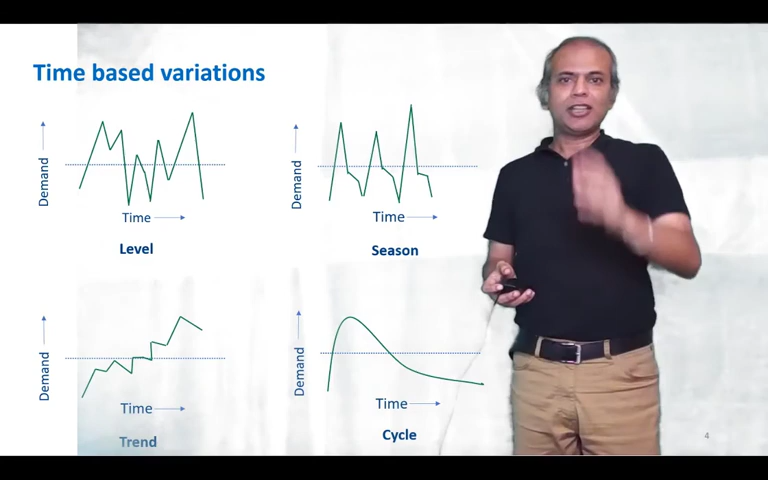 Time based variations
Demand
Time
Level
Demand
Time
Season
Demand
Time
Trend
Demand
Time
Cycle
4